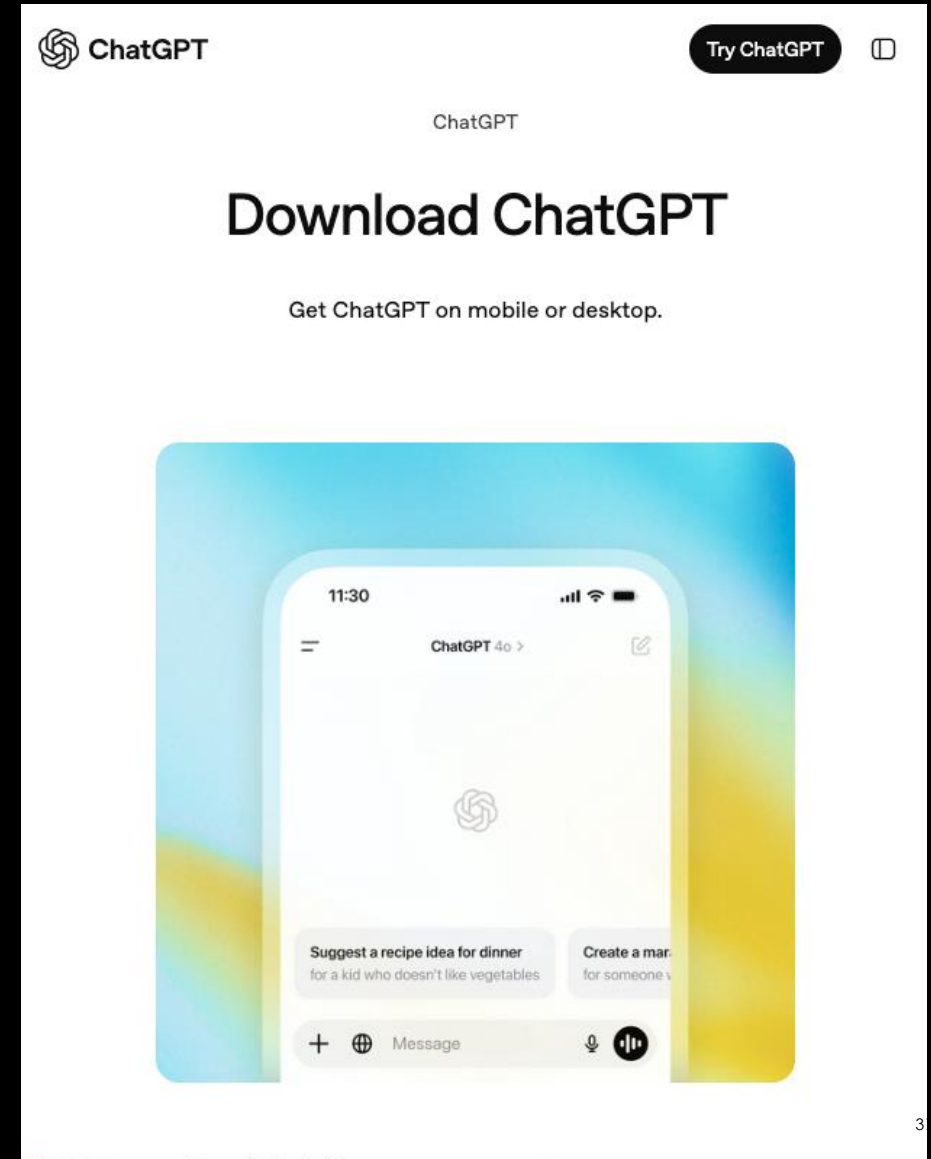 ChatGPT
Try ChatGPT
ChatGPT
Download ChatGPT
Get ChatGPT on mobile or desktop.
11:30
ChatGPT 4o >
Suggest a recipe idea for dinner
for a kid who doesn't like vegetables
Create a mar
for someone
Message
3